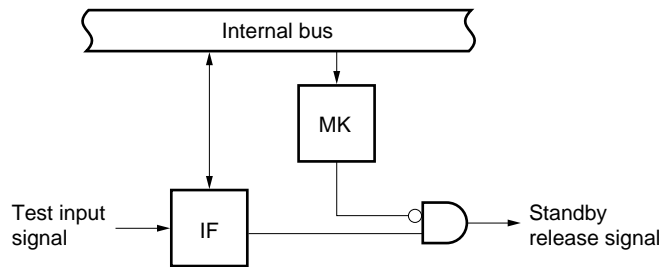 Internal bus
MK
Test input
signal
IF
Standby
release signal